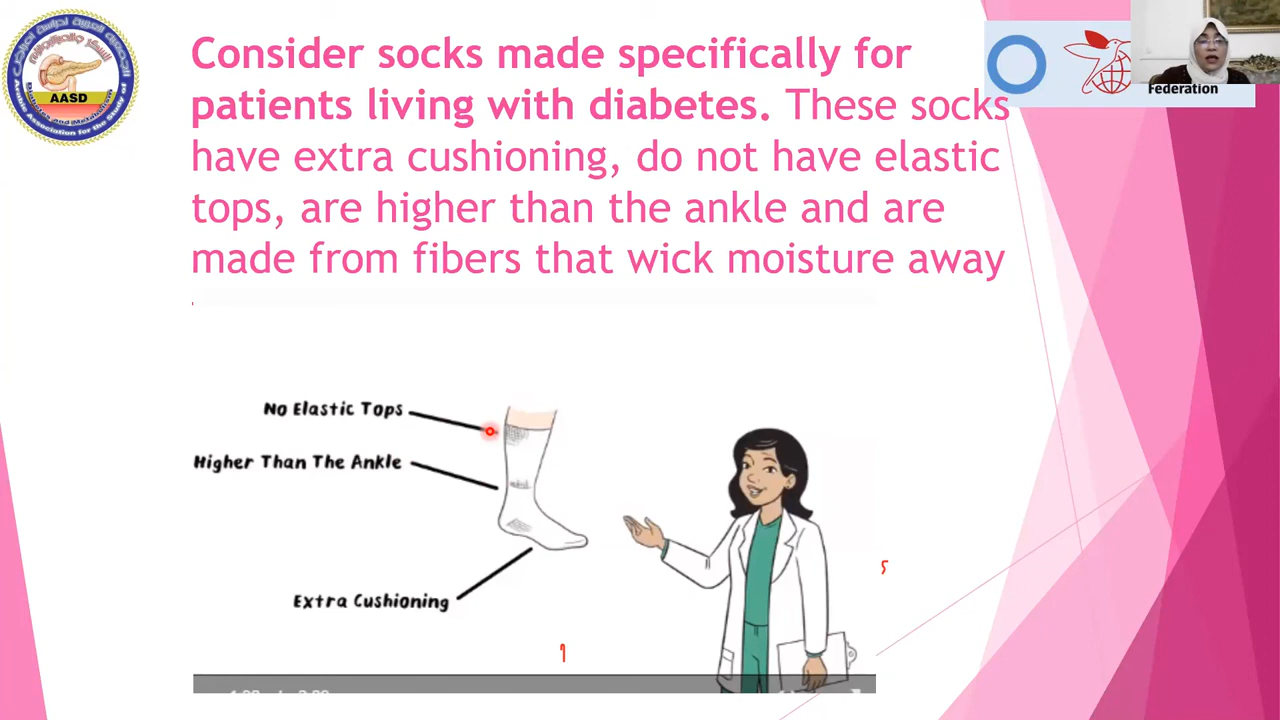 Consider socks made specifically for
patients living with diabetes. These socks
have extra cushioning, do not have elastic
tops, are higher than the ankle and are
made from fibers that wick moisture away
AASD
Federation
No Elastic Tops
Higher Than The Ankle
Extra Cushioning